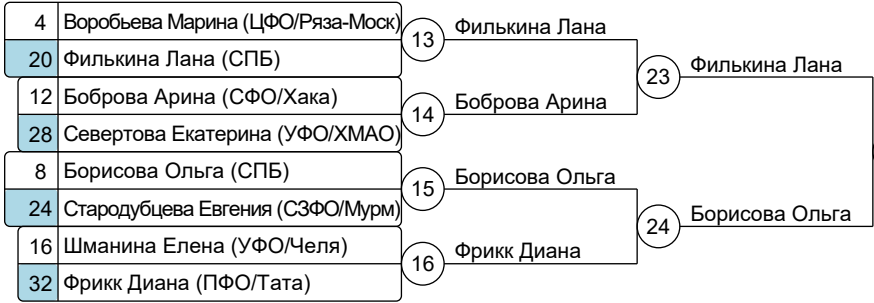 4 Воробьева Марина (ЦФО/Ряза-Моск)
13 Филькина Лана
20 Филькина Лана (СПБ)
23 Филькина Лана
12 Боброва Арина (СФО/Хака)
14 Боброва Арина
28 Севертова Екатерина (УФО/ХМАО)
8 Борисова Ольга (СПБ)
15 Борисова Ольга
24 Стародубцева Евгения (СЗФО/Мурм)
24 Борисова Ольга
16 Шманина Елена (УФО/Челя)
16 Фрикк Диана
32 Фрикк Диана (ПФО/Тата)